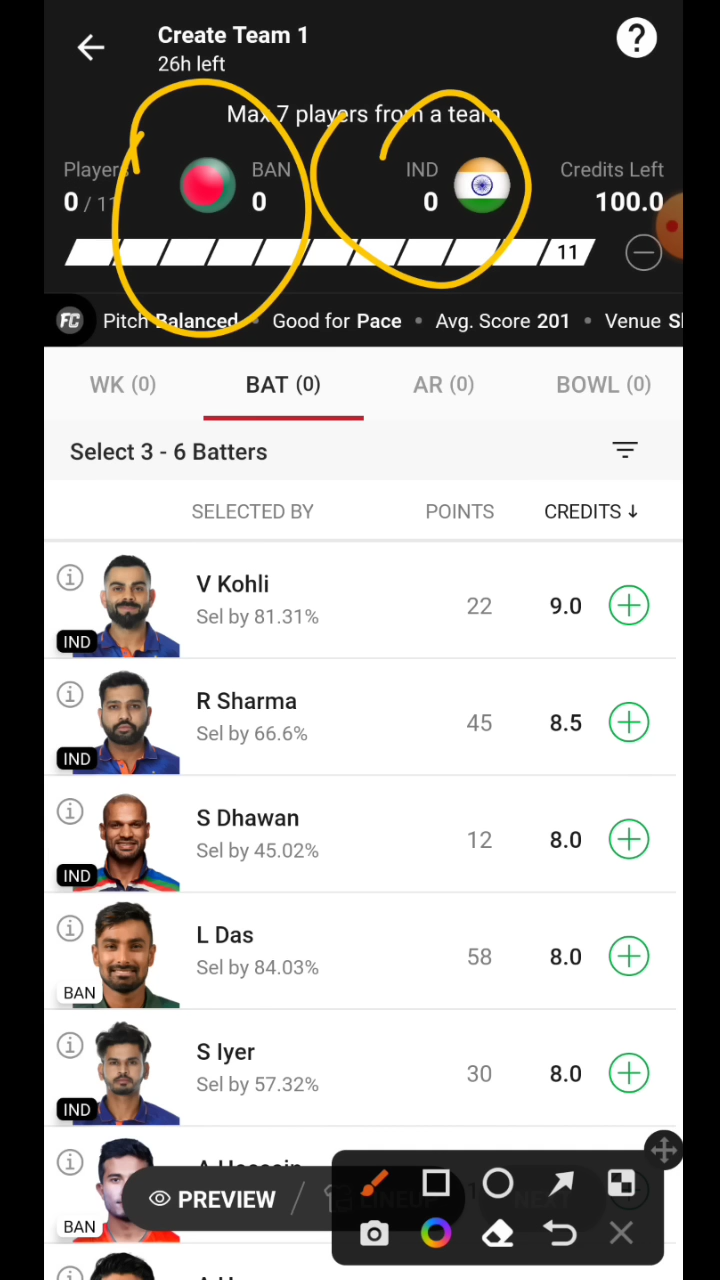 Create Team 1
26h left
?
Max 7 players from a team
Players BAN IND Credits Left
0 / 11 0 0 100.0
11
FC Pitch Balanced • Good for Pace • Avg. Score 201 • Venue
WK (0) BAT (0) AR (0) BOWL (0)
Select 3 - 6 Batters
SELECTED BY POINTS CREDITS ↓
V Kohli
Sel by 81.31% 22 9.0
IND
R Sharma
Sel by 66.6% 45 8.5
IND
S Dhawan
Sel by 45.02% 12 8.0
IND
L Das
Sel by 84.03% 58 8.0
BAN
S Iyer
Sel by 57.32% 30 8.0
IND
BAN
PREVIEW